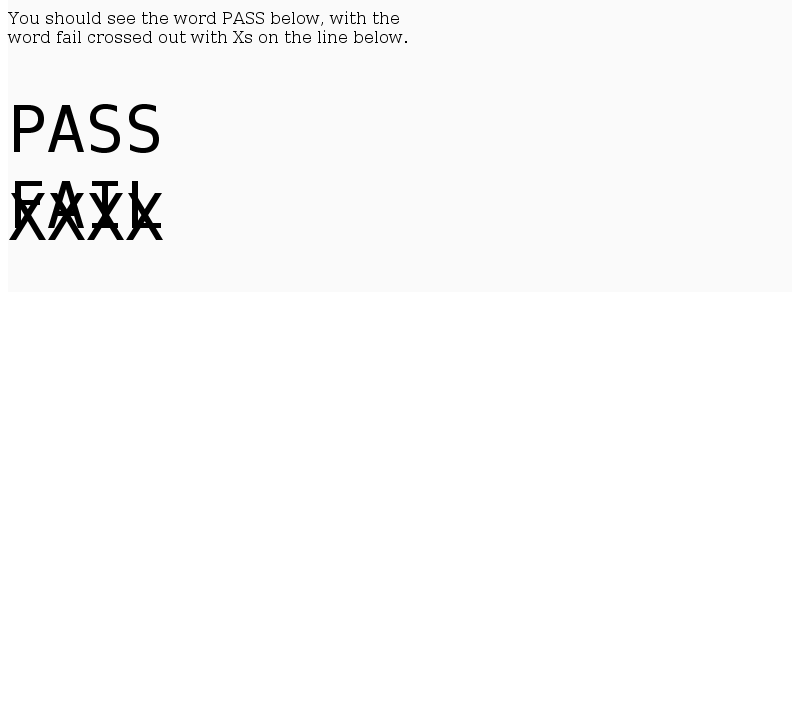 You should see the word PASS below, with the
word fail crossed out with Xs on the line below.
PASS
FAIL
XXXX